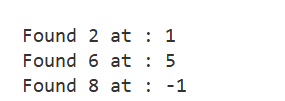 Found 2 at : 1
Found 6 at : 5
Found 8 at : -1